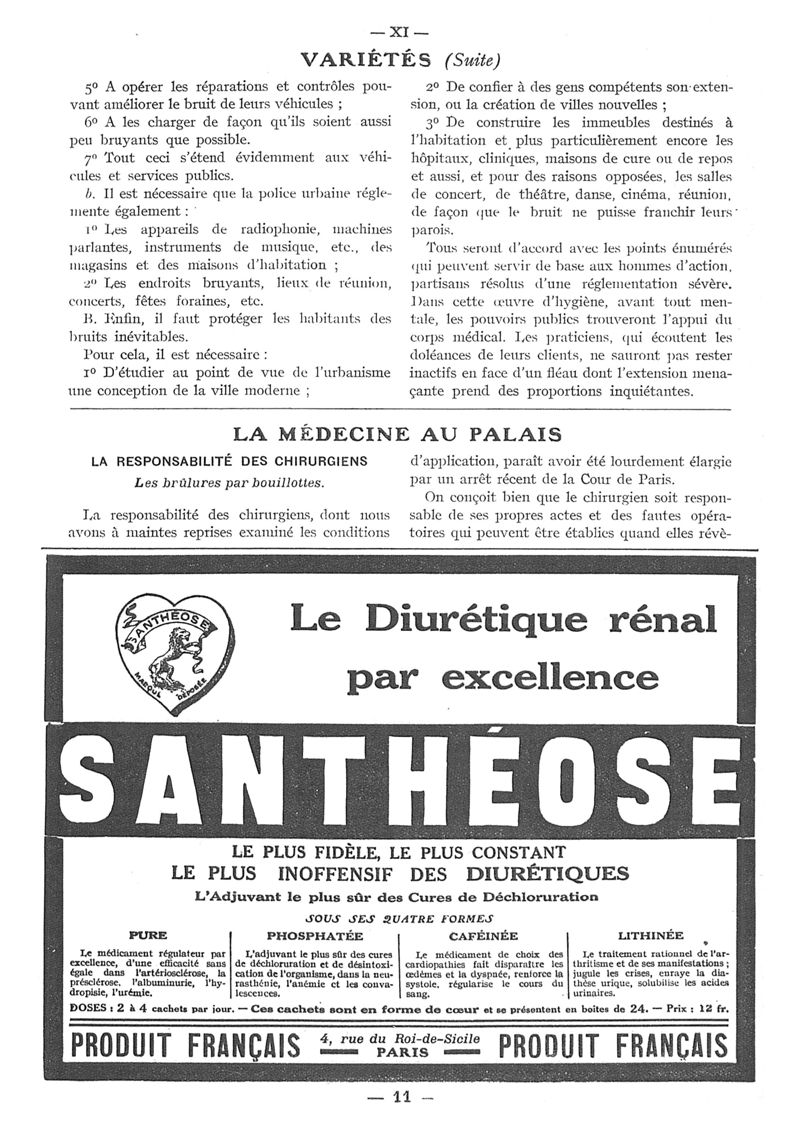 — XI —
VARIÉTÉS (Suite)
5º A opérer les réparations et contrôles pou-
vant améliorer le bruit de leurs véhicules ;
6º A les charger de façon qu'ils soient aussi
peu bruyants que possible.
7º Tout ceci s'étend évidemment aux véhi-
cules et services publics.
b. Il est nécessaire que la police urbaine régle-
mente également :
1º Les appareils de radiophonie, machines
parlantes, instruments de musique, etc., des
magasins et des maisons d'habitation ;
2º Les endroits bruyants, lieux de réunion,
concerts, fêtes foraines, etc.
B. Enfin, il faut protéger les habitants des
bruits inévitables.
Pour cela, il est nécessaire :
1º D'étudier au point de vue de l'urbanisme
une conception de la ville moderne ;
2º De confier à des gens compétents son exten-
sion, ou la création de villes nouvelles ;
3º De construire les immeubles destinés à
l'habitation et plus particulièrement encore les
hôpitaux, cliniques, maisons de cure ou de repos
et aussi, et pour des raisons opposées, les salles
de concert, de théâtre, danse, cinéma, réunion,
de façon que le bruit ne puisse franchir leurs
parois.
Tous seront d'accord avec les points énumérés
qui peuvent servir de base aux hommes d'action,
partisans résolus d'une réglementation sévère.
Dans cette œuvre d'hygiène, avant tout men-
tale, les pouvoirs publics trouveront l'appui du
corps médical. Les praticiens, qui écoutent les
doléances de leurs clients, ne sauront pas rester
inactifs en face d'un fléau dont l'extension mena-
çante prend des proportions inquiétantes.
LA MÉDECINE AU PALAIS
LA RESPONSABILITÉ DES CHIRURGIENS
Les brûlures par bouillottes.
La responsabilité des chirurgiens, dont nous
avons à maintes reprises examiné les conditions
d'application, paraît avoir été lourdement élargie
par un arrêt récent de la Cour de Paris.
On conçoit bien que le chirurgien soit respon-
sable de ses propres actes et des fautes opéra-
toires qui peuvent être établies quand elles révè-
SANTHÉOSE
MARQUE DÉPOSÉE
Le Diurétique rénal
par excellence
SANTHÉOSE
LE PLUS FIDÈLE, LE PLUS CONSTANT
LE PLUS INOFFENSIF DES DIURÉTIQUES
L'Adjuvant le plus sûr des Cures de Déchloruration
SOUS SES QUATRE FORMES
PURE
Le médicament régulateur par
excellence, d'une efficacité sans
égale dans l'artériosclérose, la
présclérose, l'albuminurie, l'hy-
dropisie, l'urémie.
PHOSPHATÉE
L'adjuvant le plus sûr des cures
de déchloruration et de désintoxi-
cation de l'organisme, dans la neu-
rasthénie, l'anémie et les conva-
lescences.
CAFÉINÉE
Le médicament de choix des
cardiopathies fait disparaître les
œdèmes et la dyspnée, renforce la
systole, régularise le cours du
sang.
LITHINÉE
Le traitement rationnel de l'ar-
thritisme et de ses manifestations ;
jugule les crises, enraye la dia-
thèse urique, solubilise les acides
urinaires.
DOSES : 2 à 4 cachets par jour. — Ces cachets sont en forme de cœur et se présentent en boites de 24. — Prix : 12 fr.
PRODUIT FRANÇAIS
4, rue du Roi-de-Sicile
PARIS
PRODUIT FRANÇAIS
— 11 —